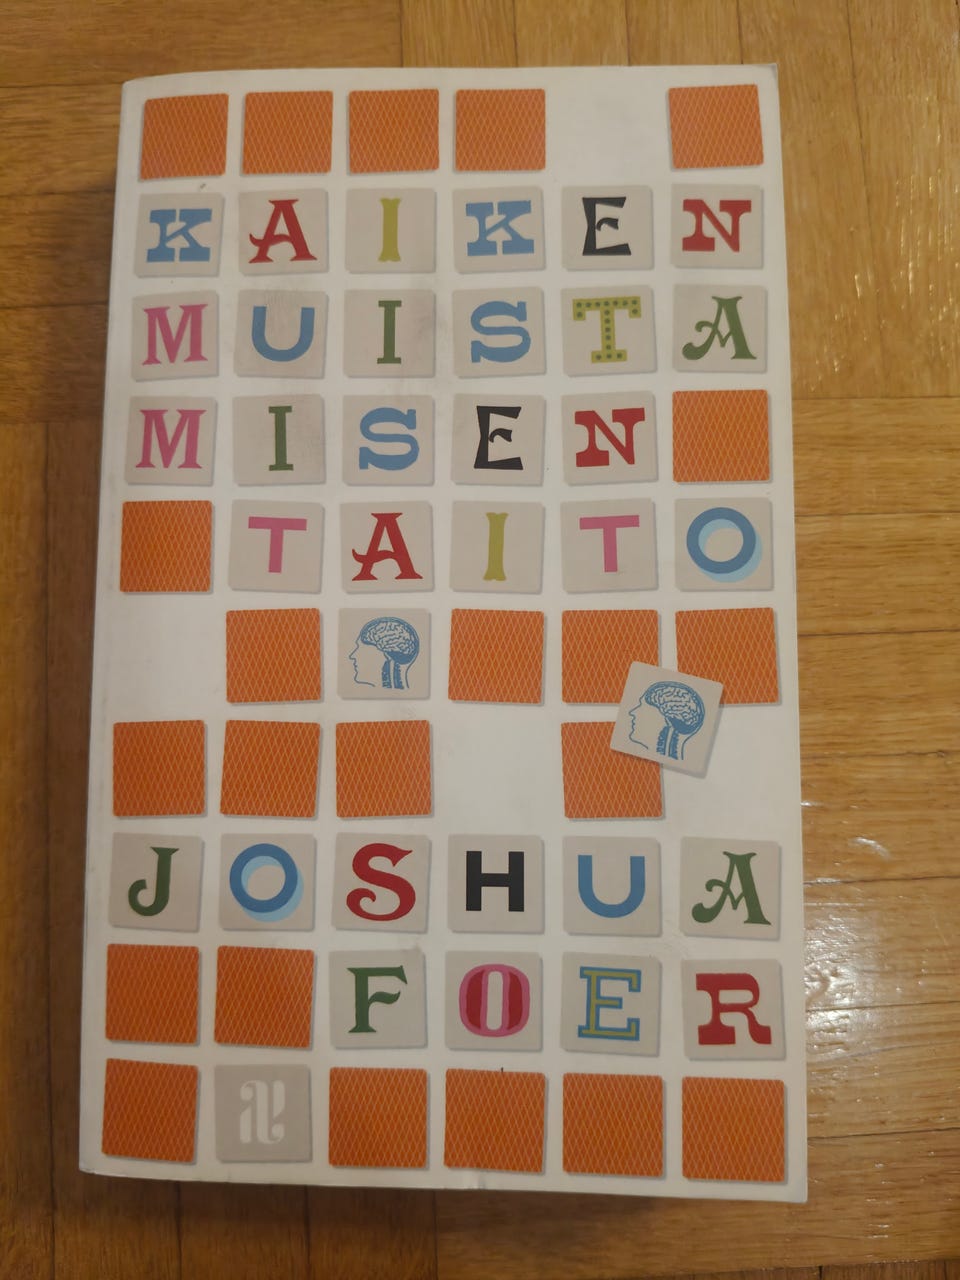 KAIKEN
MUISTA
MISEN
TAITO
JOSHUA
FOER